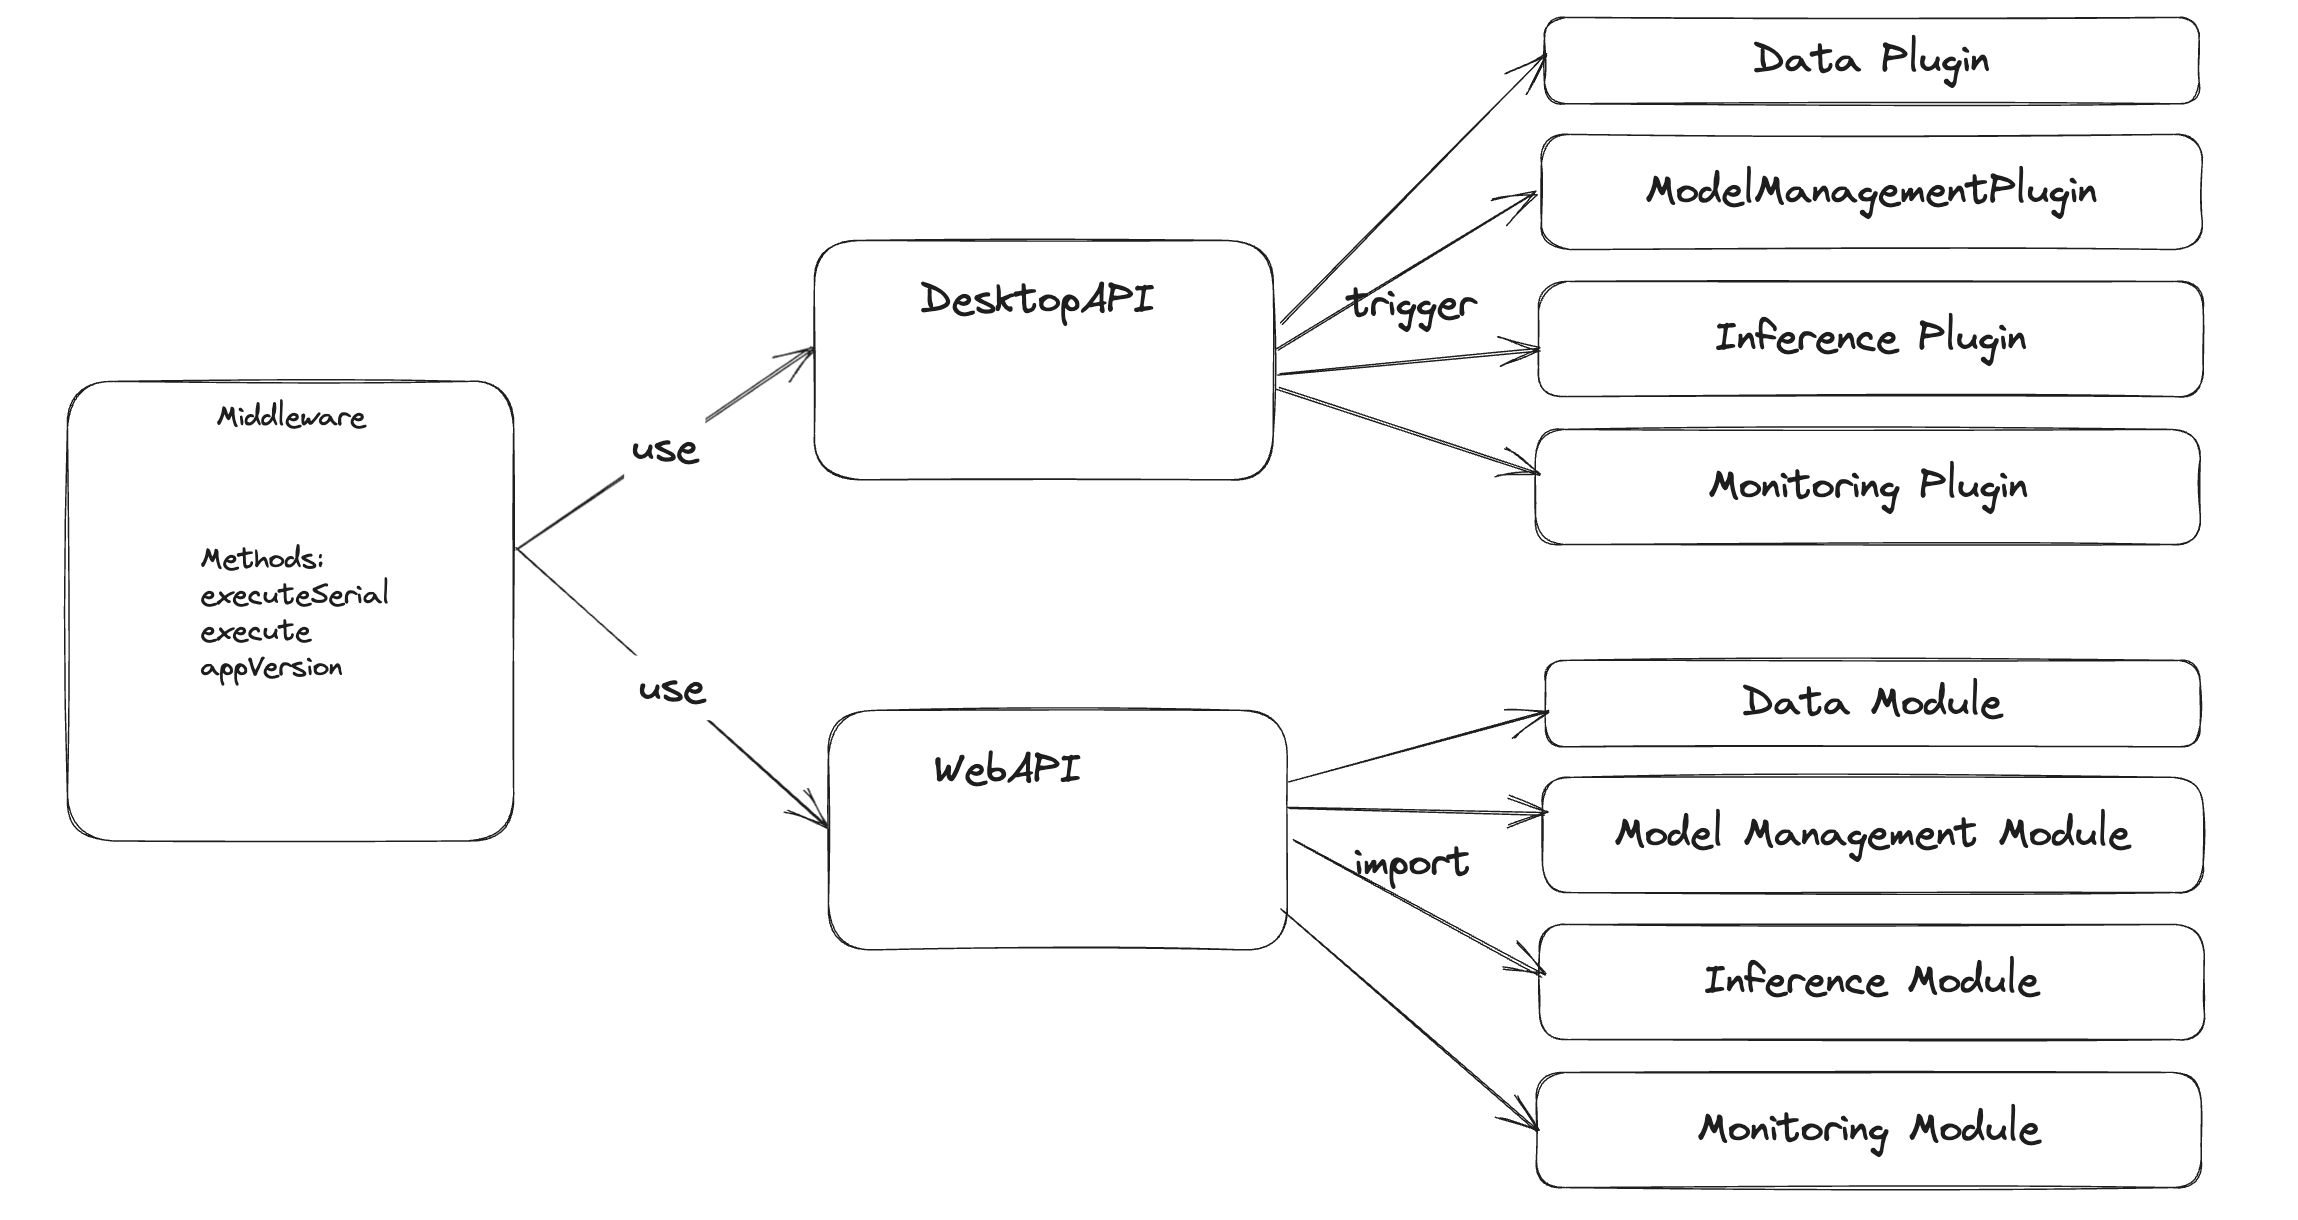 Middleware
Methods:
executeSerial
execute
appVersion
use
use
DesktopAPI
WebAPI
trigger
import
Data Plugin
ModelManagementPlugin
Inference Plugin
Monitoring Plugin
Data Module
Model Management Module
Inference Module
Monitoring Module